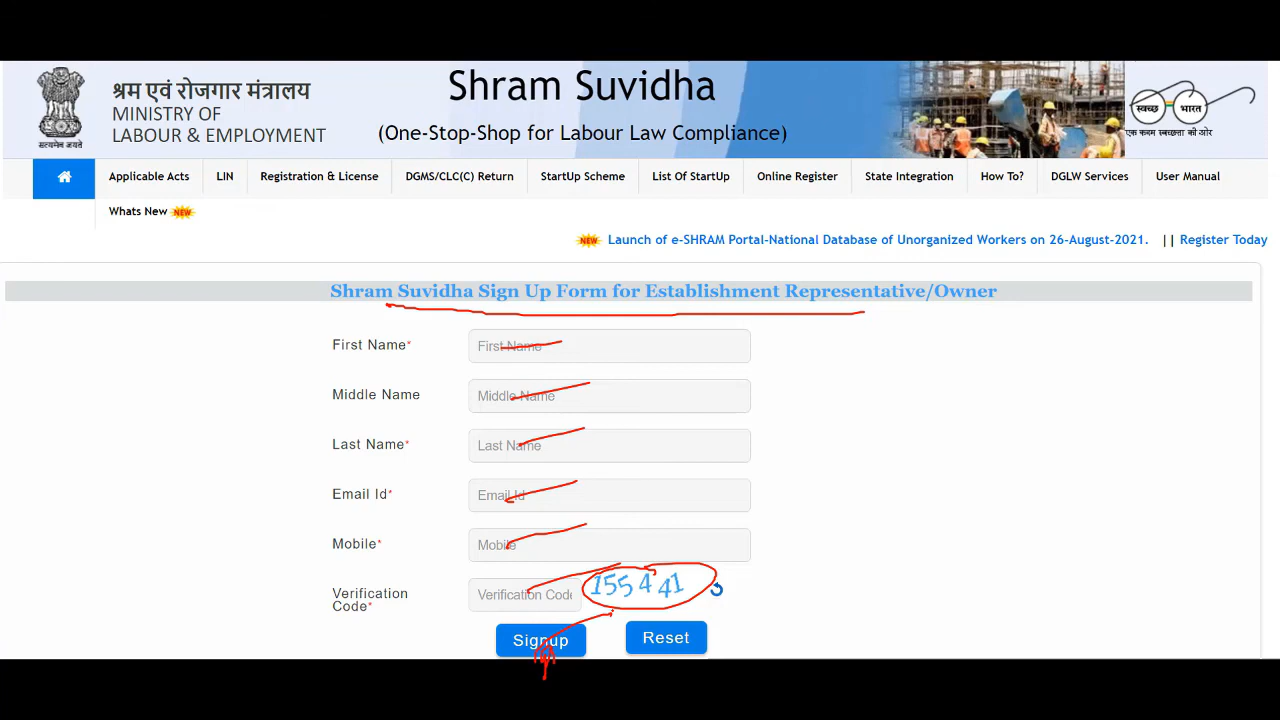 Shram Suvidha
श्रम एवं रोजगार मंत्रालय
MINISTRY OF
LABOUR & EMPLOYMENT
सत्यमेव जयते
(One-Stop-Shop for Labour Law Compliance)
स्वच्छ भारत
एक कदम स्वच्छता की ओर
Applicable Acts LIN Registration & License DGMS/CLC(C) Return StartUp Scheme List Of StartUp Online Register State Integration How To? DGLW Services User Manual
Whats New NEW
NEW Launch of e-SHRAM Portal-National Database of Unorganized Workers on 26-August-2021. || Register Today
Shram Suvidha Sign Up Form for Establishment Representative/Owner
First Name* First Name
Middle Name Middle Name
Last Name* Last Name
Email Id* Email Id
Mobile* Mobile
Verification Code* Verification Code 155441
Signup Reset